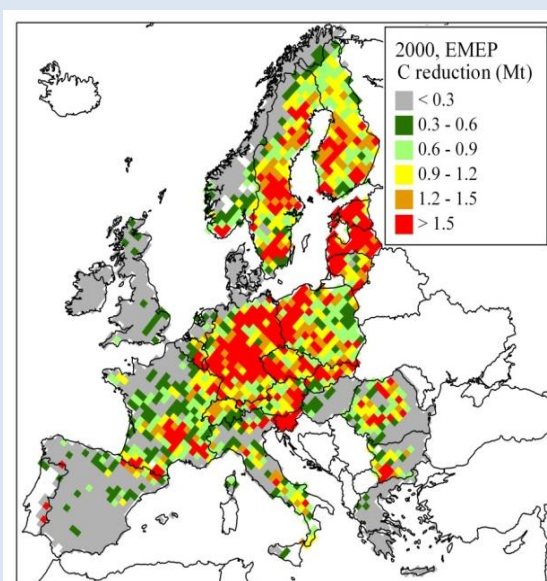 2000, EMEP
C reduction (Mt)
< 0.3
0.3 - 0.6
0.6 - 0.9
0.9 - 1.2
1.2 - 1.5
> 1.5